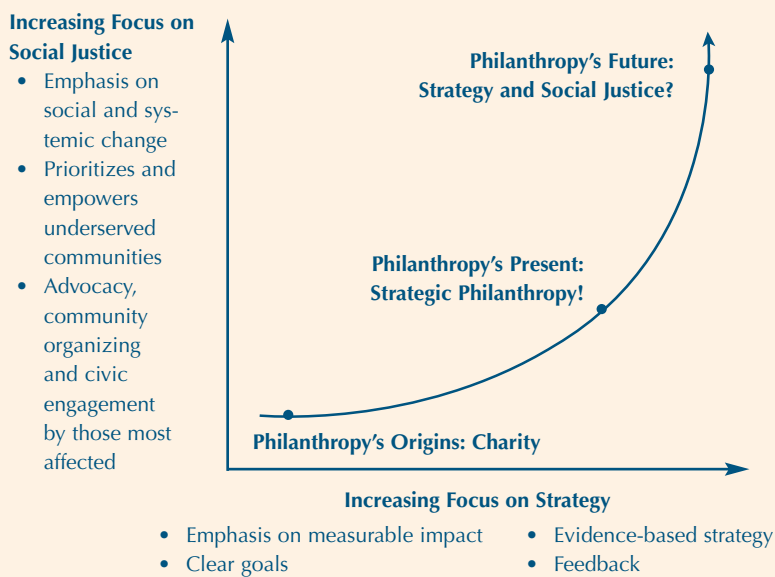 Increasing Focus on
Social Justice
• Emphasis on
social and sys-
temic change
• Prioritizes and
empowers
underserved
communities
• Advocacy,
community
organizing
and civic
engagement
by those most
affected
Philanthropy's Future:
Strategy and Social Justice?
Philanthropy's Present:
Strategic Philanthropy!
Philanthropy's Origins: Charity
Increasing Focus on Strategy
• Emphasis on measurable impact
• Clear goals
• Evidence-based strategy
• Feedback